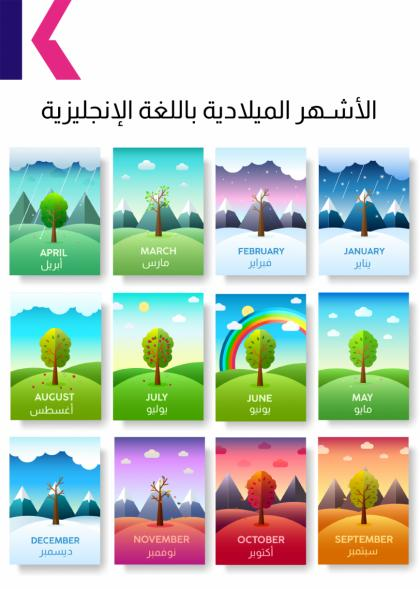 الأشهر الميلادية باللغة الإنجليزية
JANUARY
يناير
FEBRUARY
فبراير
MARCH
مارس
APRIL
أبريل
MAY
مايو
JUNE
يونيو
JULY
يوليو
AUGUST
أغسطس
SEPTEMBER
سبتمبر
OCTOBER
أكتوبر
NOVEMBER
نوفمبر
DECEMBER
ديسمبر